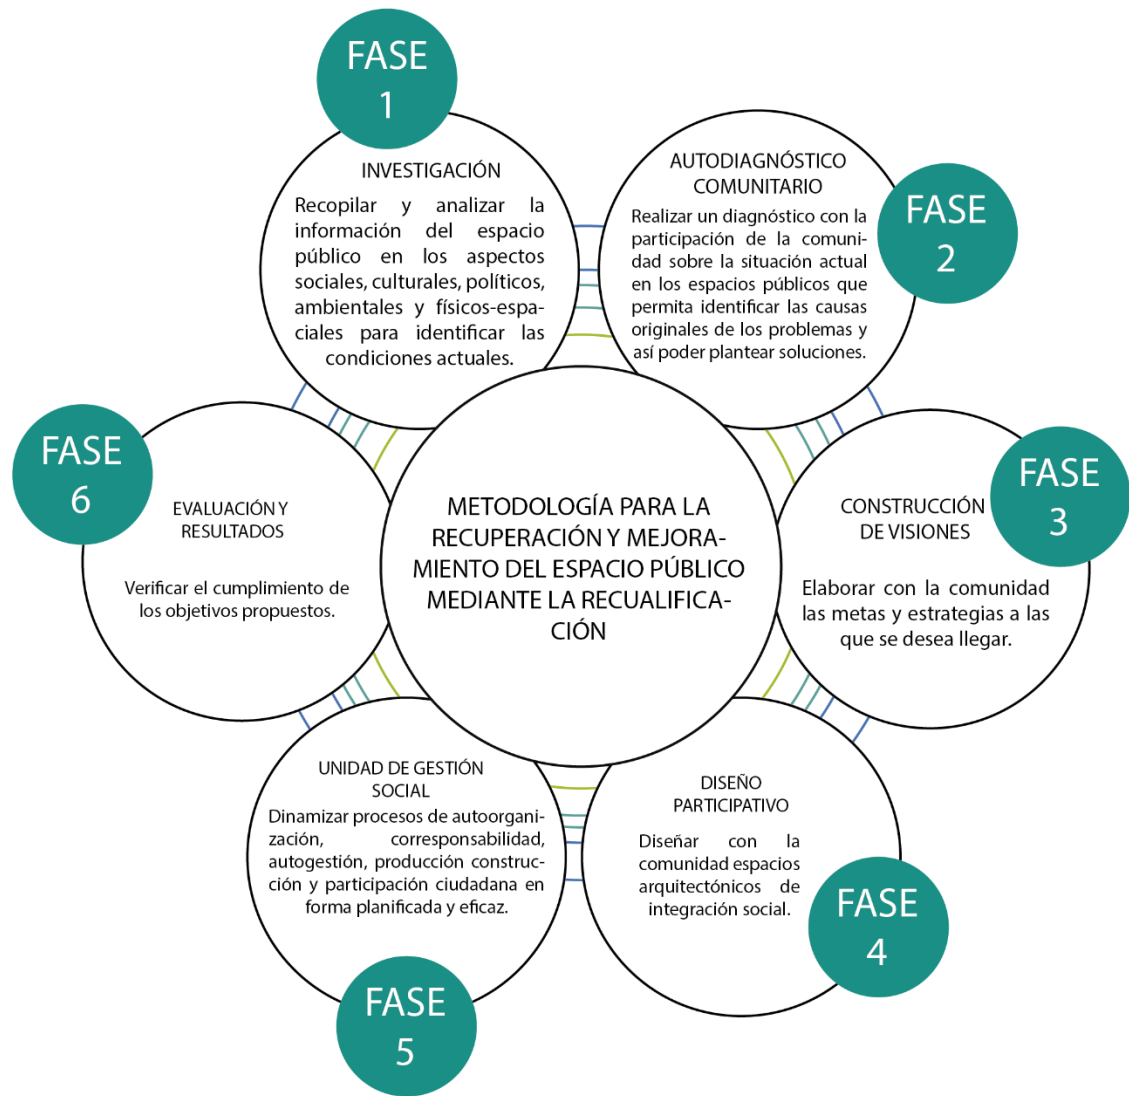 FASE
1
INVESTIGACIÓN
Recopilar y analizar la
información del espacio
público en los aspectos
sociales, culturales, políticos,
ambientales y físicos-espa-
ciales para identificar las
condiciones actuales.
AUTODIAGNÓSTICO
COMUNITARIO
Realizar un diagnóstico con la
participación de la comuni-
dad sobre la situación actual
en los espacios públicos que
permita identificar las causas
originales de los problemas y
así poder plantear soluciones.
FASE
2
FASE
3
CONSTRUCCIÓN
DE VISIONES
Elaborar con la comunidad
las metas y estrategias a las
que se desea llegar.
DISEÑO
PARTICIPATIVO
Diseñar con la
comunidad espacios
arquitectónicos de
integración social.
FASE
4
UNIDAD DE GESTIÓN
SOCIAL
Dinamizar procesos de autoorgani-
zación, corresponsabilidad,
autogestión, producción construc-
ción y participación ciudadana en
forma planificada y eficaz.
FASE
5
FASE
6
EVALUACIÓN Y
RESULTADOS
Verificar el cumplimiento de
los objetivos propuestos.
METODOLOGÍA PARA LA
RECUPERACIÓN Y MEJORA-
MIENTO DEL ESPACIO PÚBLICO
MEDIANTE LA RECUALIFICA-
CIÓN